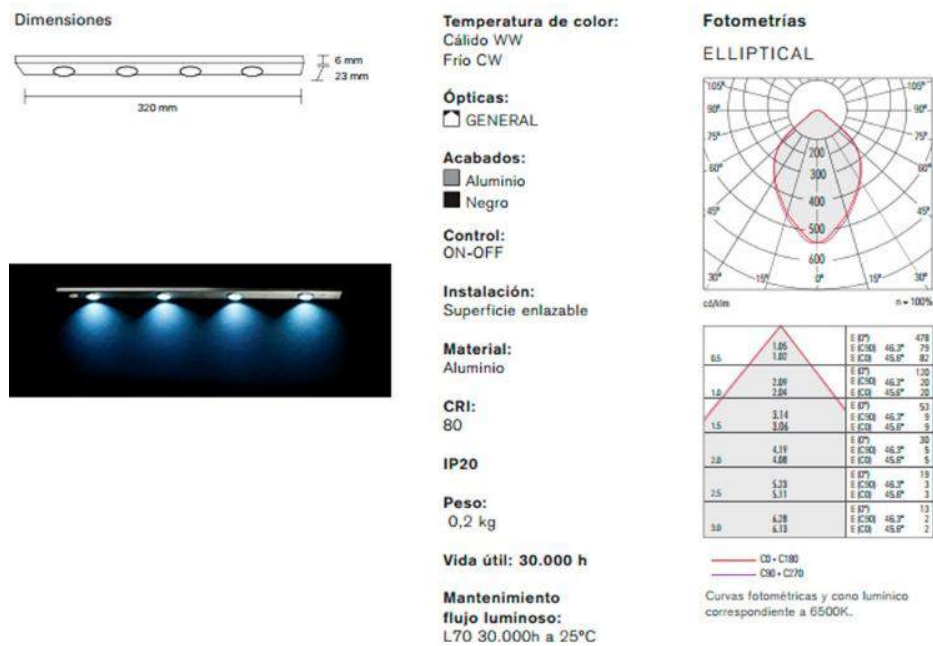 Dimensiones
6 mm
23 mm
320 mm
Temperatura de color:
Cálido WW
Frío CW
Ópticas:
GENERAL
Acabados:
Aluminio
Negro
Control:
ON-OFF
Instalación:
Superficie enlazable
Material:
Aluminio
CRI:
80
IP20
Peso:
0,2 kg
Vida útil: 30.000 h
Mantenimiento
flujo luminoso:
L70 30.000h a 25ºC
Fotometrías
ELLIPTICAL
105° 105°
90° 90°
75° 75°
60° 60°
45° 45°
200
300
400
500
600
30° 15° 0° 15° 30°
cd/klm η = 100%
0.5 1.05 1.02 E (0°) 478
E (C90) 46.3° 79
E (C0) 45.6° 82
1.0 2.09 2.04 E (0°) 120
E (C90) 46.3° 20
E (C0) 45.6° 20
1.5 3.14 3.06 E (0°) 53
E (C90) 46.3° 9
E (C0) 45.6° 9
2.0 4.19 4.08 E (0°) 30
E (C90) 46.3° 5
E (C0) 45.6° 5
2.5 5.23 5.11 E (0°) 19
E (C90) 46.3° 3
E (C0) 45.6° 3
3.0 6.28 6.13 E (0°) 13
E (C90) 46.3° 2
E (C0) 45.6° 2
C0 - C180
C90 - C270
Curvas fotométricas y cono lumínico
correspondiente a 6500K.